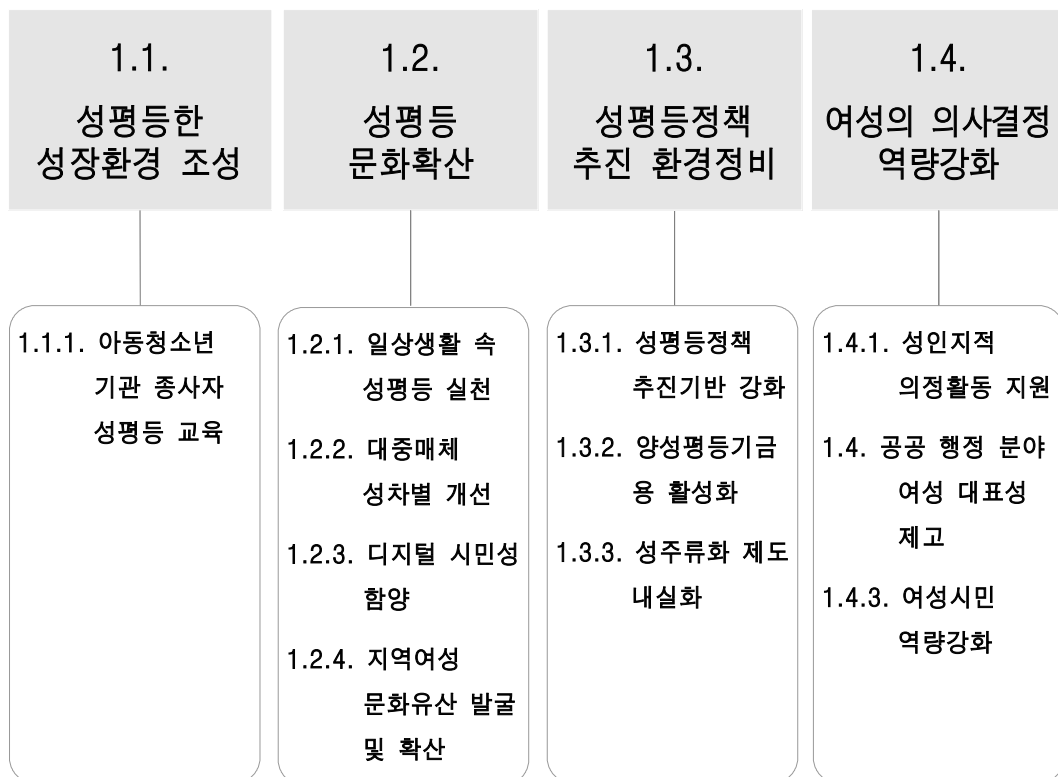 1.1.
성평등한
성장환경 조성
1.2.
성평등
문화확산
1.3.
성평등정책
추진 환경정비
1.4.
여성의 의사결정
역량강화
1.1.1. 아동청소년
기관 종사자
성평등 교육
1.2.1. 일상생활 속
성평등 실천
1.2.2. 대중매체
성차별 개선
1.2.3. 디지털 시민성
함양
1.2.4. 지역여성
문화유산 발굴
및 확산
1.3.1. 성평등정책
추진기반 강화
1.3.2. 양성평등기금
용 활성화
1.3.3. 성주류화 제도
내실화
1.4.1. 성인지적
의정활동 지원
1.4. 공공 행정 분야
여성 대표성
제고
1.4.3. 여성시민
역량강화